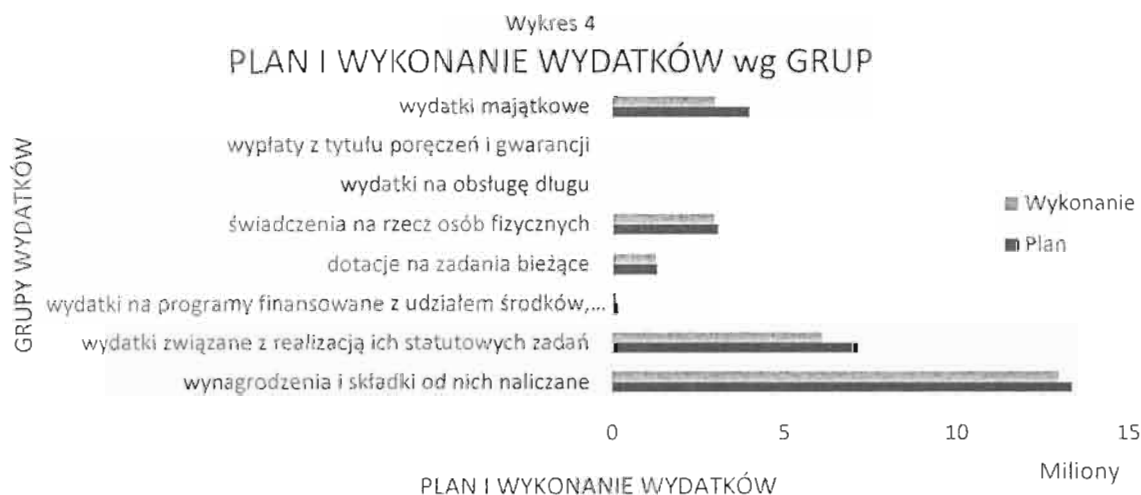 Wykres 4
PLAN I WYKONANIE WYDATKÓW wg GRUP
GRUPY WYDATKÓW
wydatki majątkowe
wypłaty z tytułu poręczeń i gwarancji
wydatki na obsługę długu
świadczenia na rzecz osób fizycznych
dotacje na zadania bieżące
wydatki na programy finansowane z udziałem środków,...
wydatki związane z realizacją ich statutowych zadań
wynagrodzenia i składki od nich naliczane
Wykonanie
Plan
0 5 10 15
Miliony
PLAN I WYKONANIE WYDATKÓW